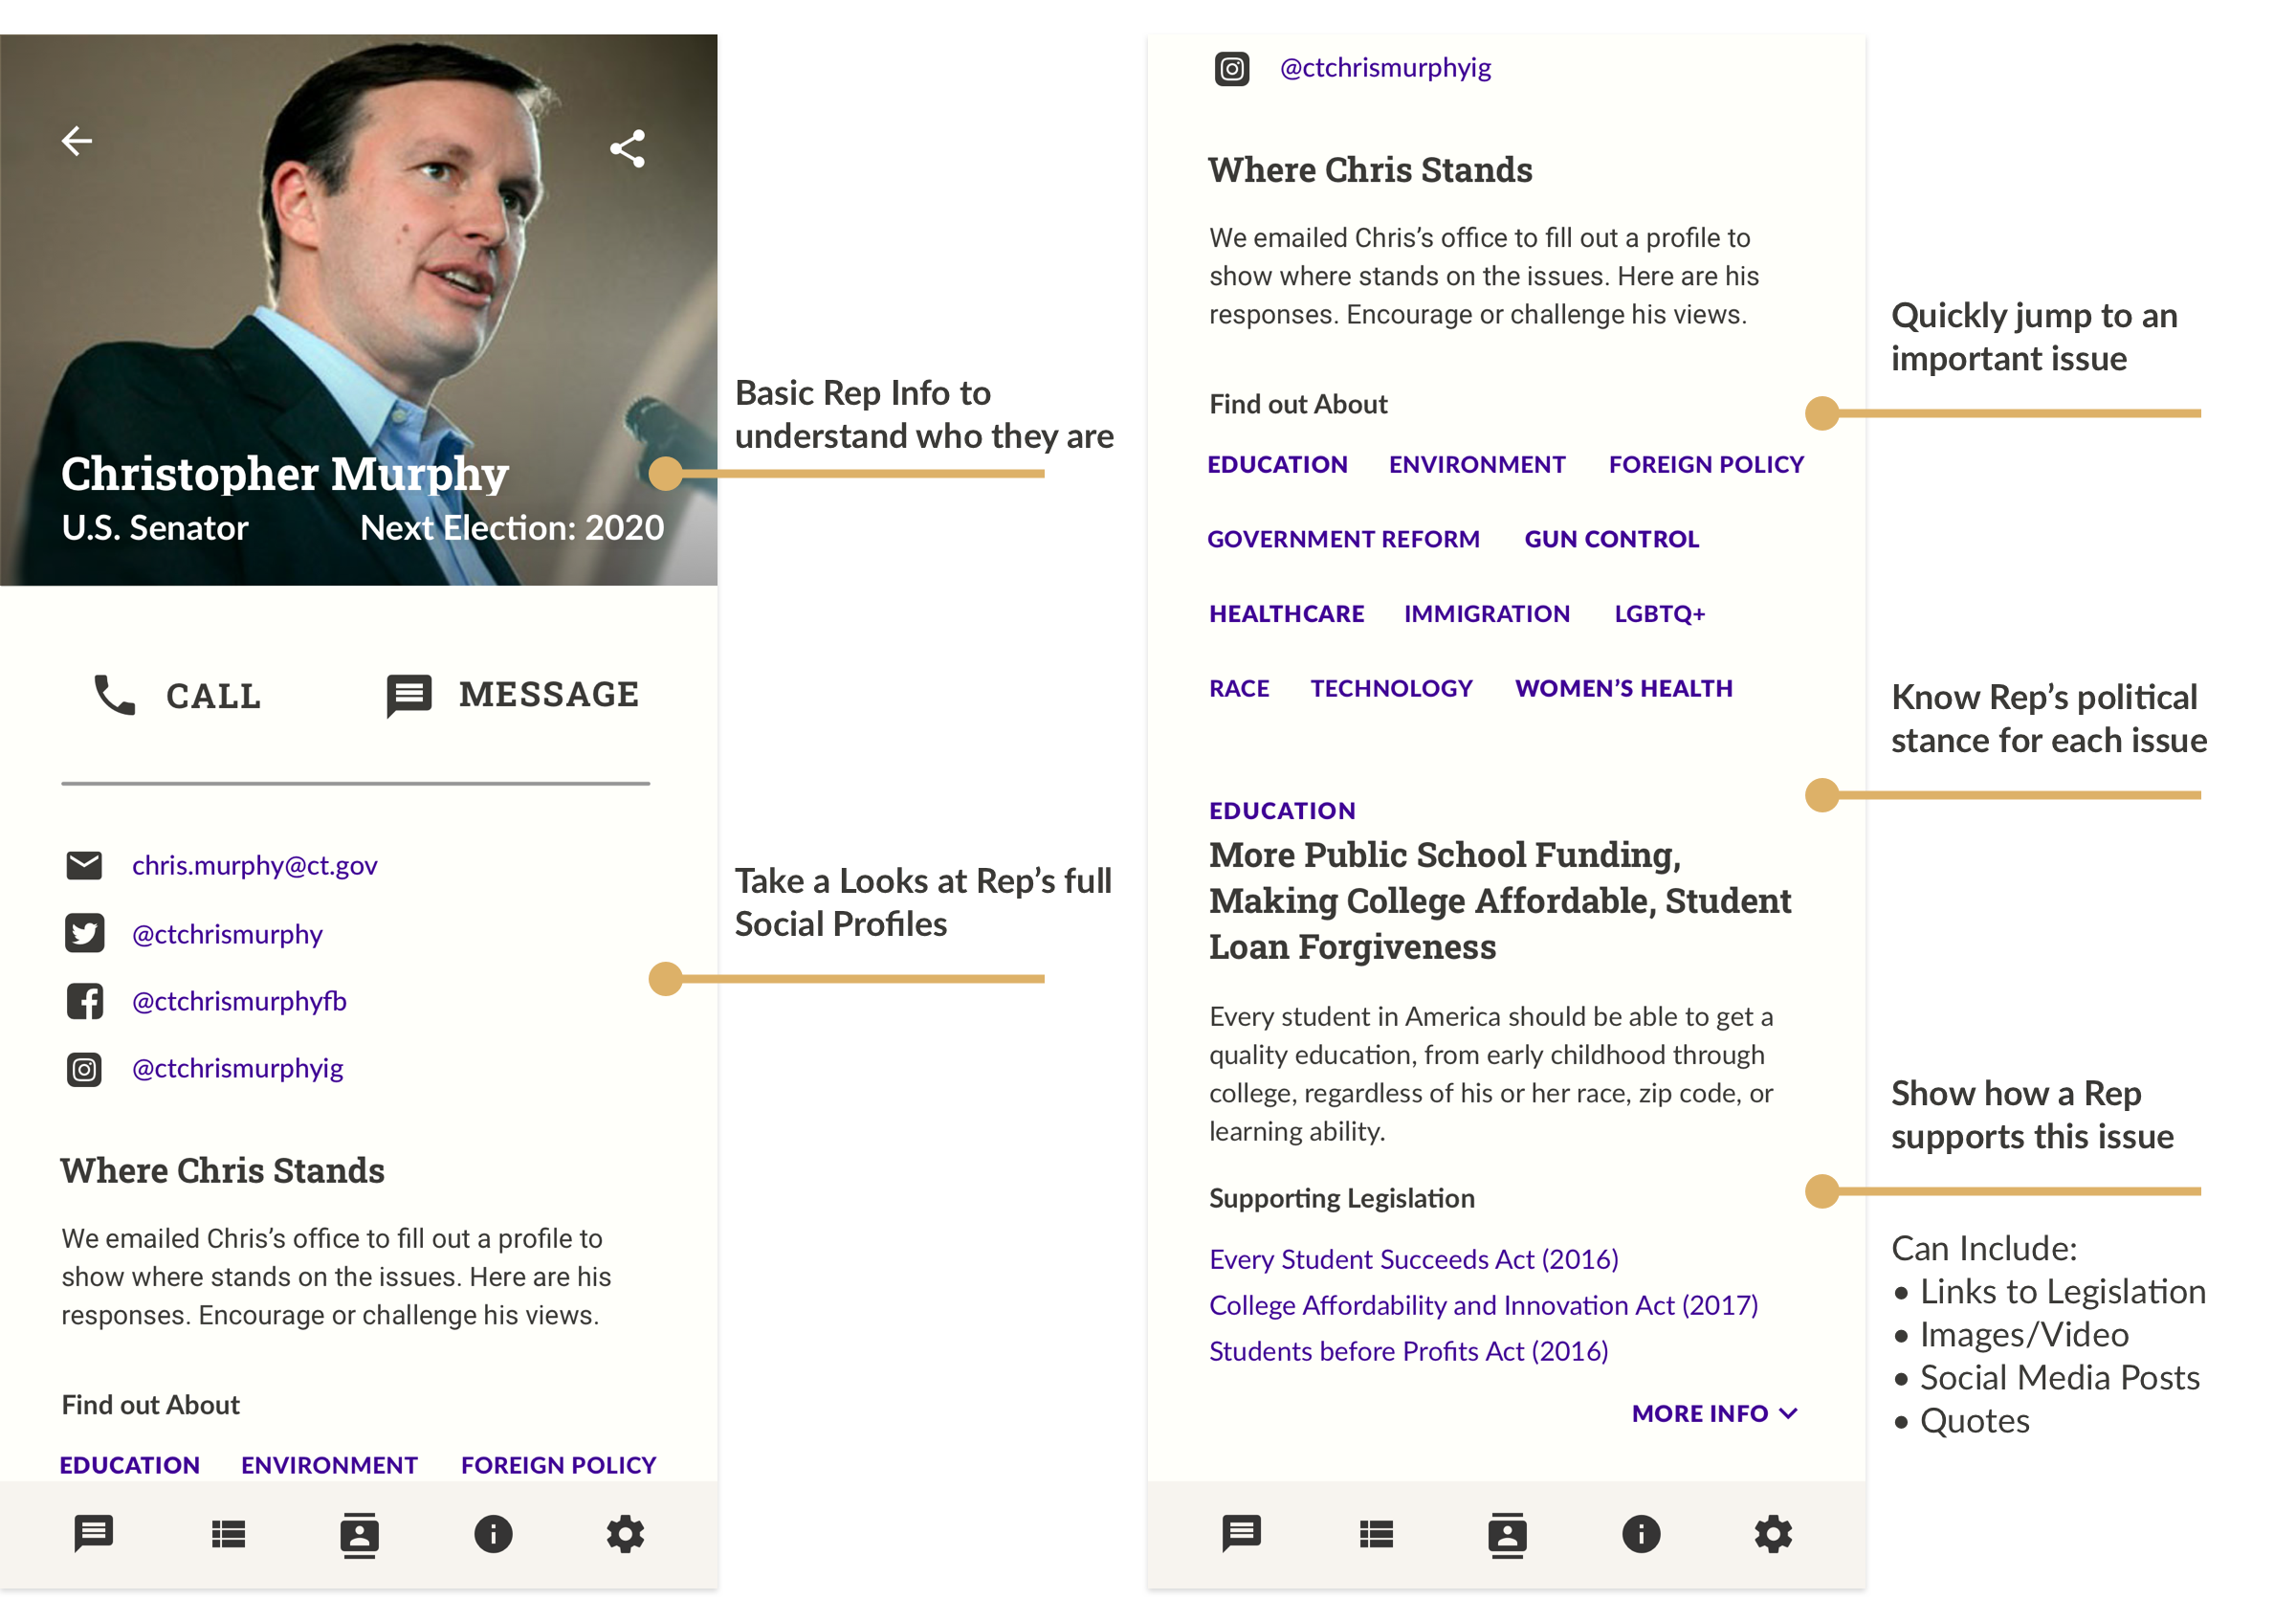 Christopher Murphy
U.S. Senator Next Election: 2020
CALL MESSAGE
chris.murphy@ct.gov
@ctchrismurphy
@ctchrismurphyfb
@ctchrismurphyig
Where Chris Stands
We emailed Chris’s office to fill out a profile to
show where stands on the issues. Here are his
responses. Encourage or challenge his views.
Find out About
EDUCATION ENVIRONMENT FOREIGN POLICY
Basic Rep Info to
understand who they are
Take a Looks at Rep’s full
Social Profiles
@ctchrismurphyig
Where Chris Stands
We emailed Chris’s office to fill out a profile to
show where stands on the issues. Here are his
responses. Encourage or challenge his views.
Find out About
EDUCATION ENVIRONMENT FOREIGN POLICY
GOVERNMENT REFORM GUN CONTROL
HEALTHCARE IMMIGRATION LGBTQ+
RACE TECHNOLOGY WOMEN’S HEALTH
EDUCATION
More Public School Funding,
Making College Affordable, Student
Loan Forgiveness
Every student in America should be able to get a
quality education, from early childhood through
college, regardless of his or her race, zip code, or
learning ability.
Supporting Legislation
Every Student Succeeds Act (2016)
College Affordability and Innovation Act (2017)
Students before Profits Act (2016)
MORE INFO
Quickly jump to an
important issue
Know Rep’s political
stance for each issue
Show how a Rep
supports this issue
Can Include:
• Links to Legislation
• Images/Video
• Social Media Posts
• Quotes